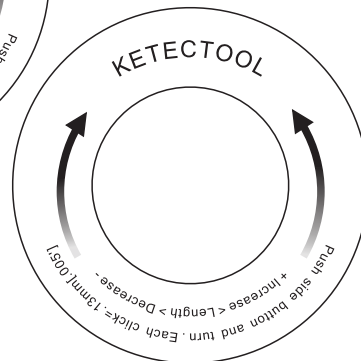 KETECTOOL
+ Increase < Length > Decrease -
Push side button and turn . Each click=.13mm[.005']
Push